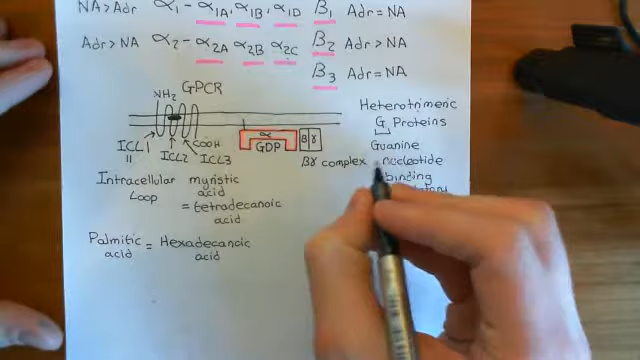 NA > Adr α1 - α1A, α1B, α1D β1 Adr = NA
Adr > NA α2 - α2A α2B α2C β2 Adr > NA
β3 Adr = NA
GPCR
NH2
Heterotrimeric
G Proteins
α
GDP
βγ
COOH
ICL1
ICL2
ICL3
βγ complex
Guanine
nucleotide
binding
Intracellular
Loop
myristic
acid
= tetradecanoic
acid
Palmitic
acid
= Hexadecanoic
acid